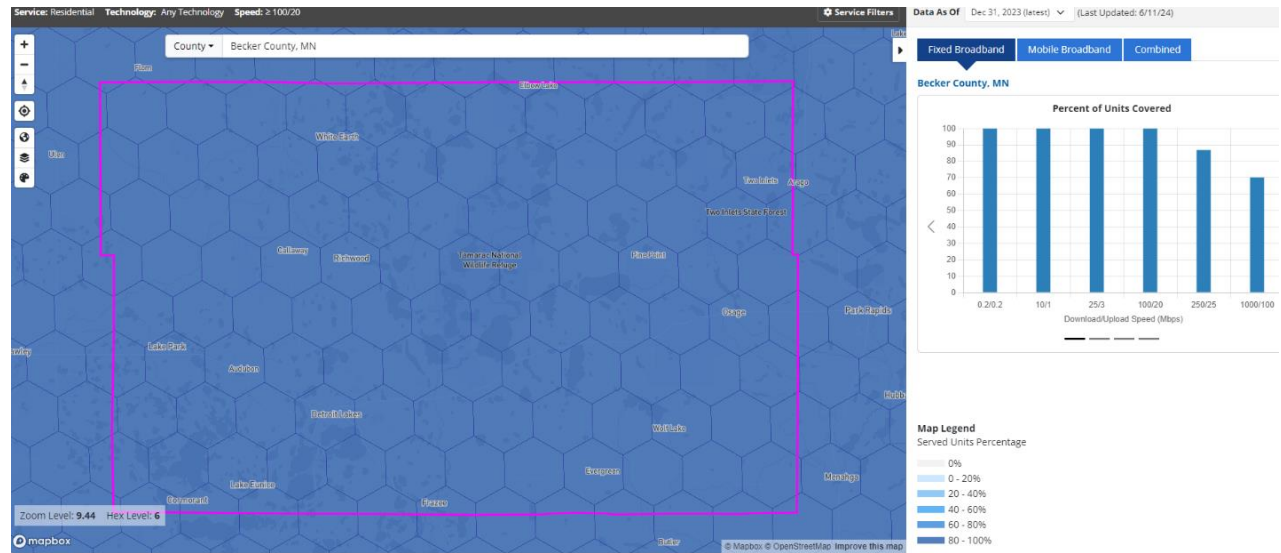 Service: Residential Technology: Any Technology Speed: ≥ 100/20
Service Filters
Data As Of Dec 31, 2023 (latest) (Last Updated: 6/11/24)
County Becker County, MN
Fixed Broadband Mobile Broadband Combined
Becker County, MN
Percent of Units Covered
100
90
80
70
60
50
40
30
20
10
0
0.2/0.2 10/1 25/3 100/20 250/25 1000/100
Download/Upload Speed (Mbps)
Flom
Elbow Lake
White Earth
Ulen
Two Inlets
Arago
Two Inlets State Forest
Callaway
Richwood
Tamarac National
Wildlife Refuge
Pine Point
Osage
Park Rapids
Lake Park
Audubon
Detroit Lakes
Wolf Lake
Evergreen
Menahga
Lake Eunice
Cormorant
Frazee
Butler
Zoom Level: 9.44 Hex Level: 6
mapbox
© Mapbox © OpenStreetMap Improve this map
Map Legend
Served Units Percentage
0%
0 - 20%
20 - 40%
40 - 60%
60 - 80%
80 - 100%